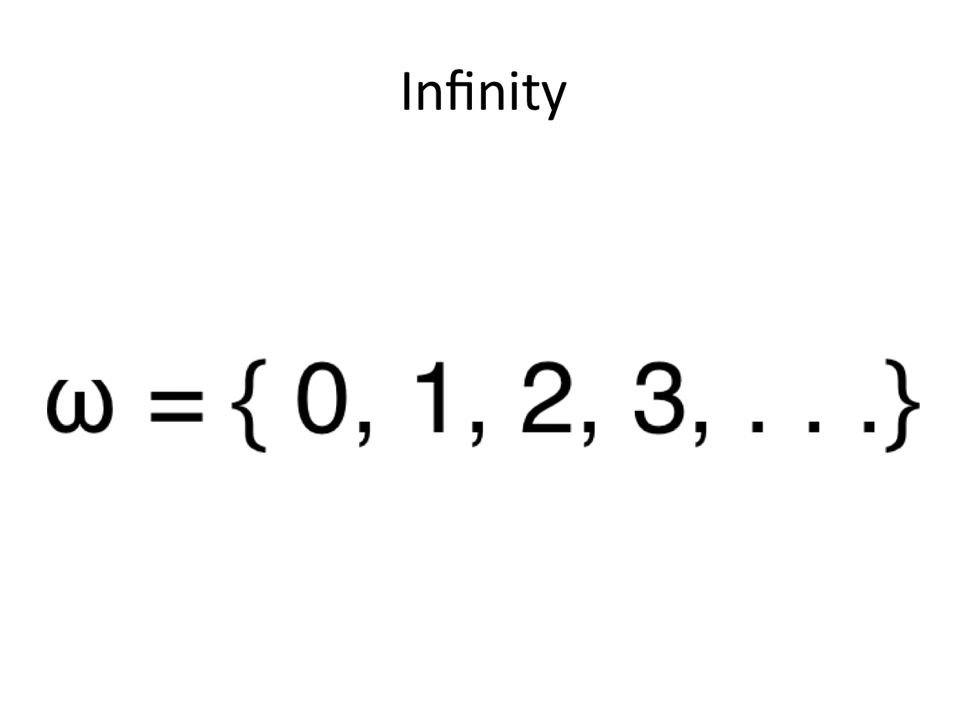 Infinity
ω = { 0, 1, 2, 3, . . .}